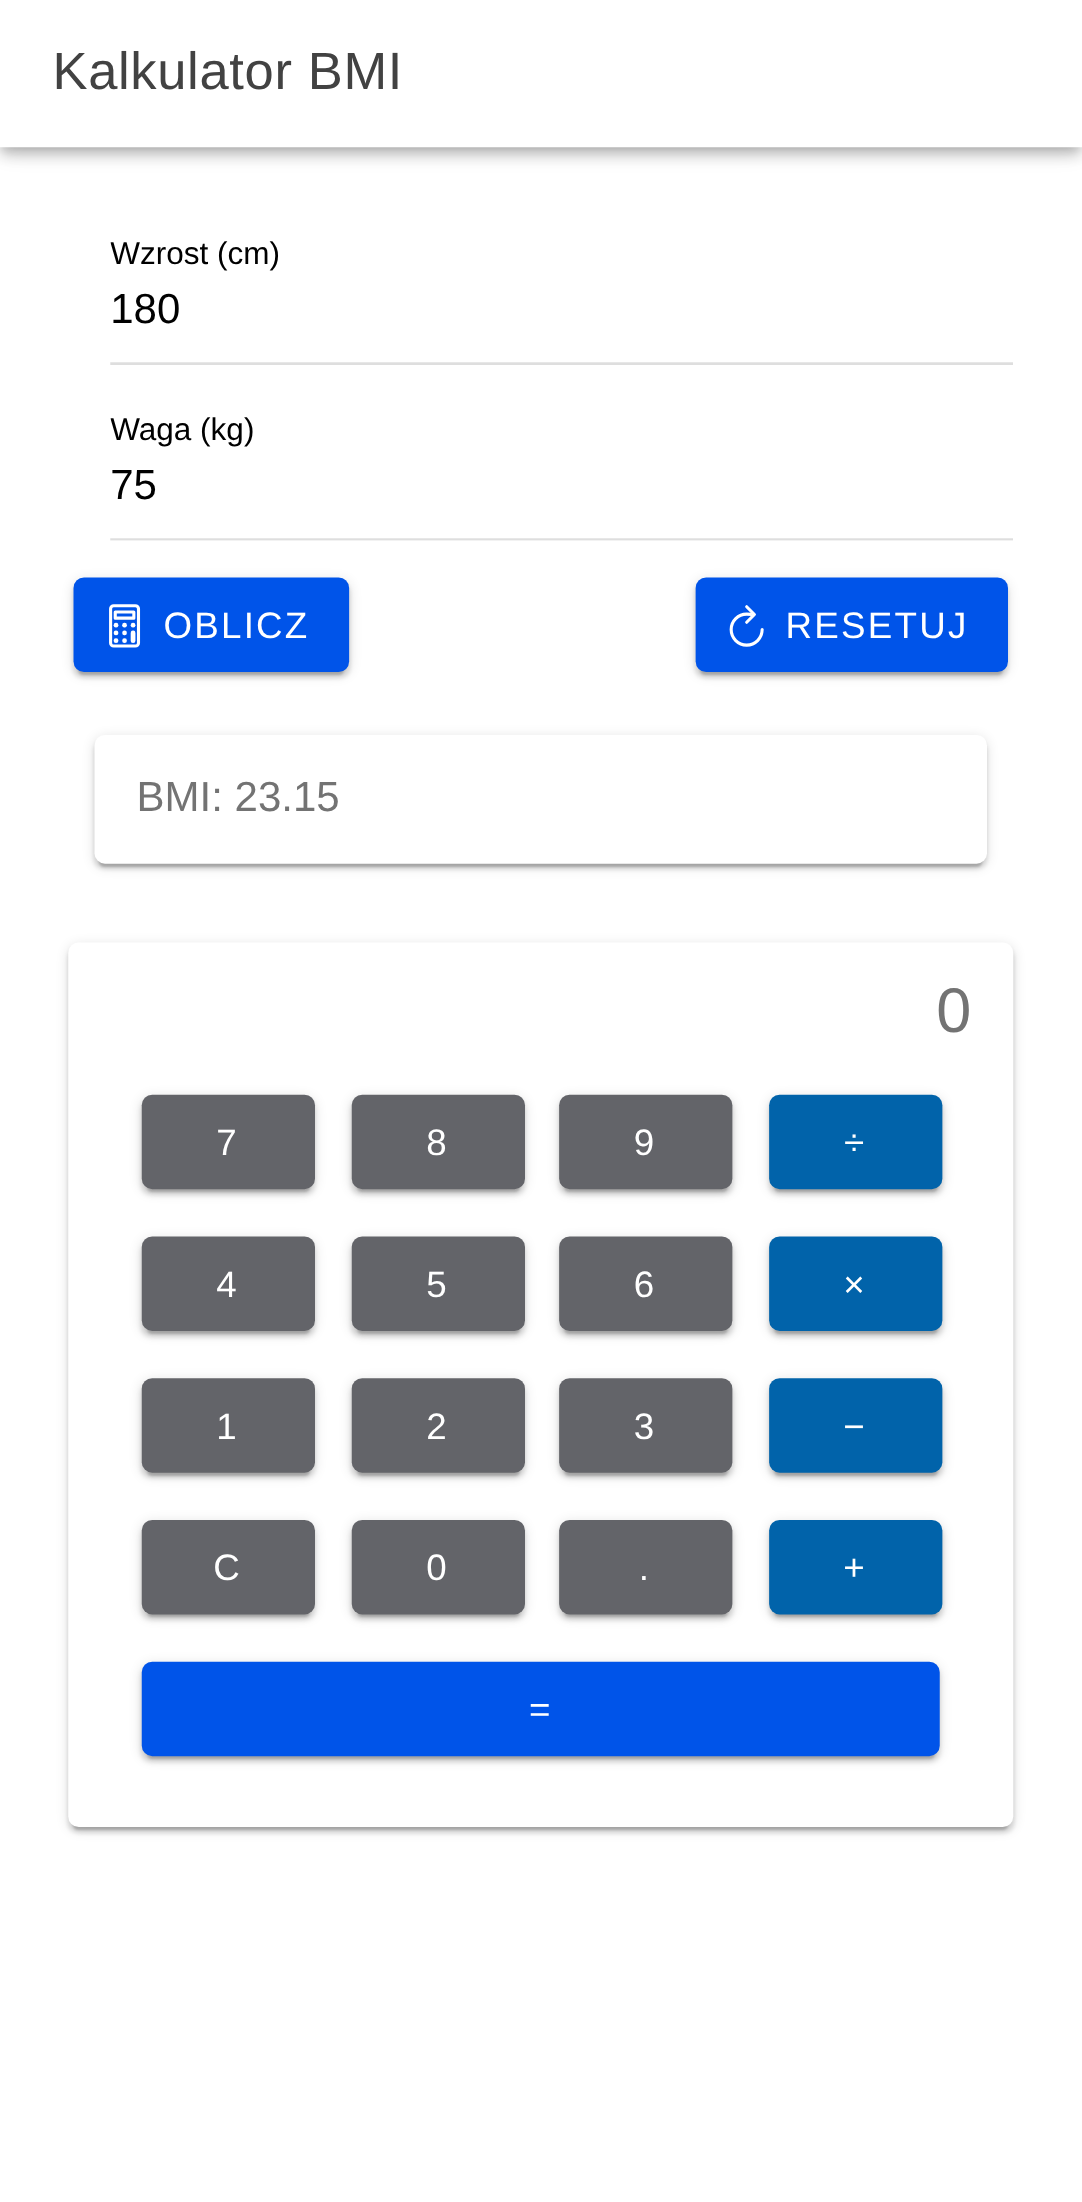 Kalkulator BMI
Wzrost (cm)
180
Waga (kg)
75
OBLICZ RESETUJ
BMI: 23.15
0
7 8 9 ÷
4 5 6 ×
1 2 3 −
C 0 . +
=